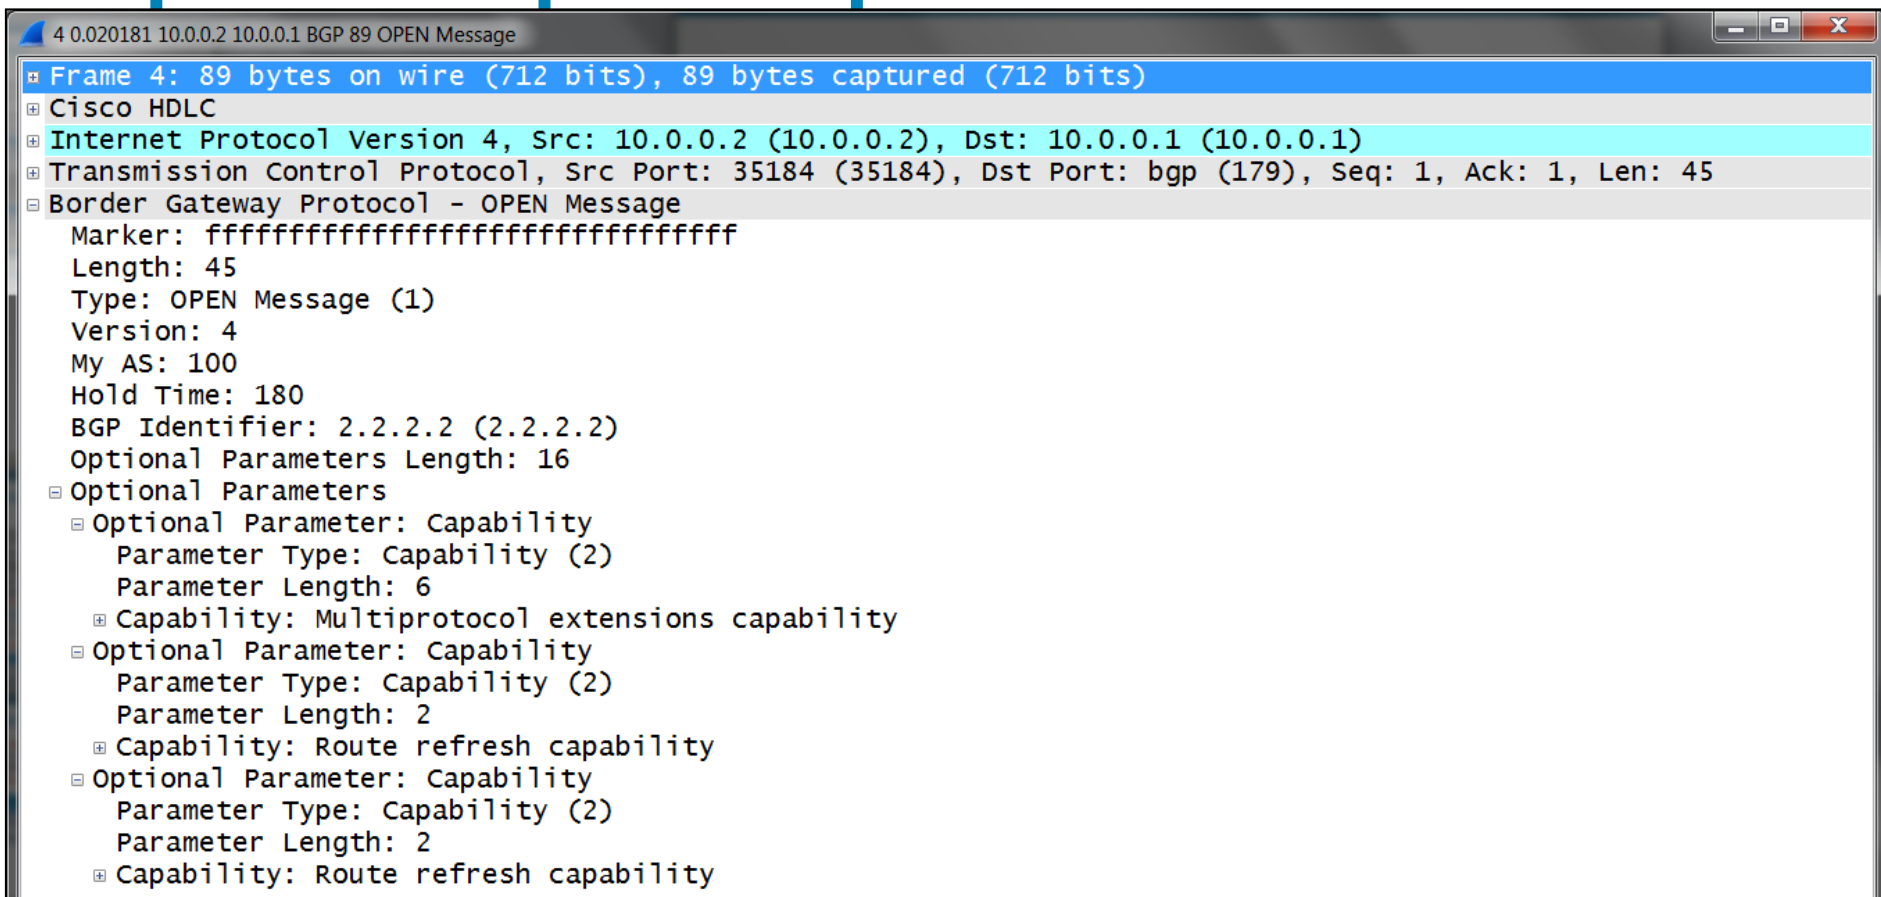 4 0.020181 10.0.0.2 10.0.0.1 BGP 89 OPEN Message
Frame 4: 89 bytes on wire (712 bits), 89 bytes captured (712 bits)
Cisco HDLC
Internet Protocol Version 4, Src: 10.0.0.2 (10.0.0.2), Dst: 10.0.0.1 (10.0.0.1)
Transmission Control Protocol, Src Port: 35184 (35184), Dst Port: bgp (179), Seq: 1, Ack: 1, Len: 45
Border Gateway Protocol - OPEN Message
Marker: ffffffffffffffffffffffffffffffff
Length: 45
Type: OPEN Message (1)
Version: 4
My AS: 100
Hold Time: 180
BGP Identifier: 2.2.2.2 (2.2.2.2)
Optional Parameters Length: 16
Optional Parameters
Optional Parameter: Capability
Parameter Type: Capability (2)
Parameter Length: 6
Capability: Multiprotocol extensions capability
Optional Parameter: Capability
Parameter Type: Capability (2)
Parameter Length: 2
Capability: Route refresh capability
Optional Parameter: Capability
Parameter Type: Capability (2)
Parameter Length: 2
Capability: Route refresh capability